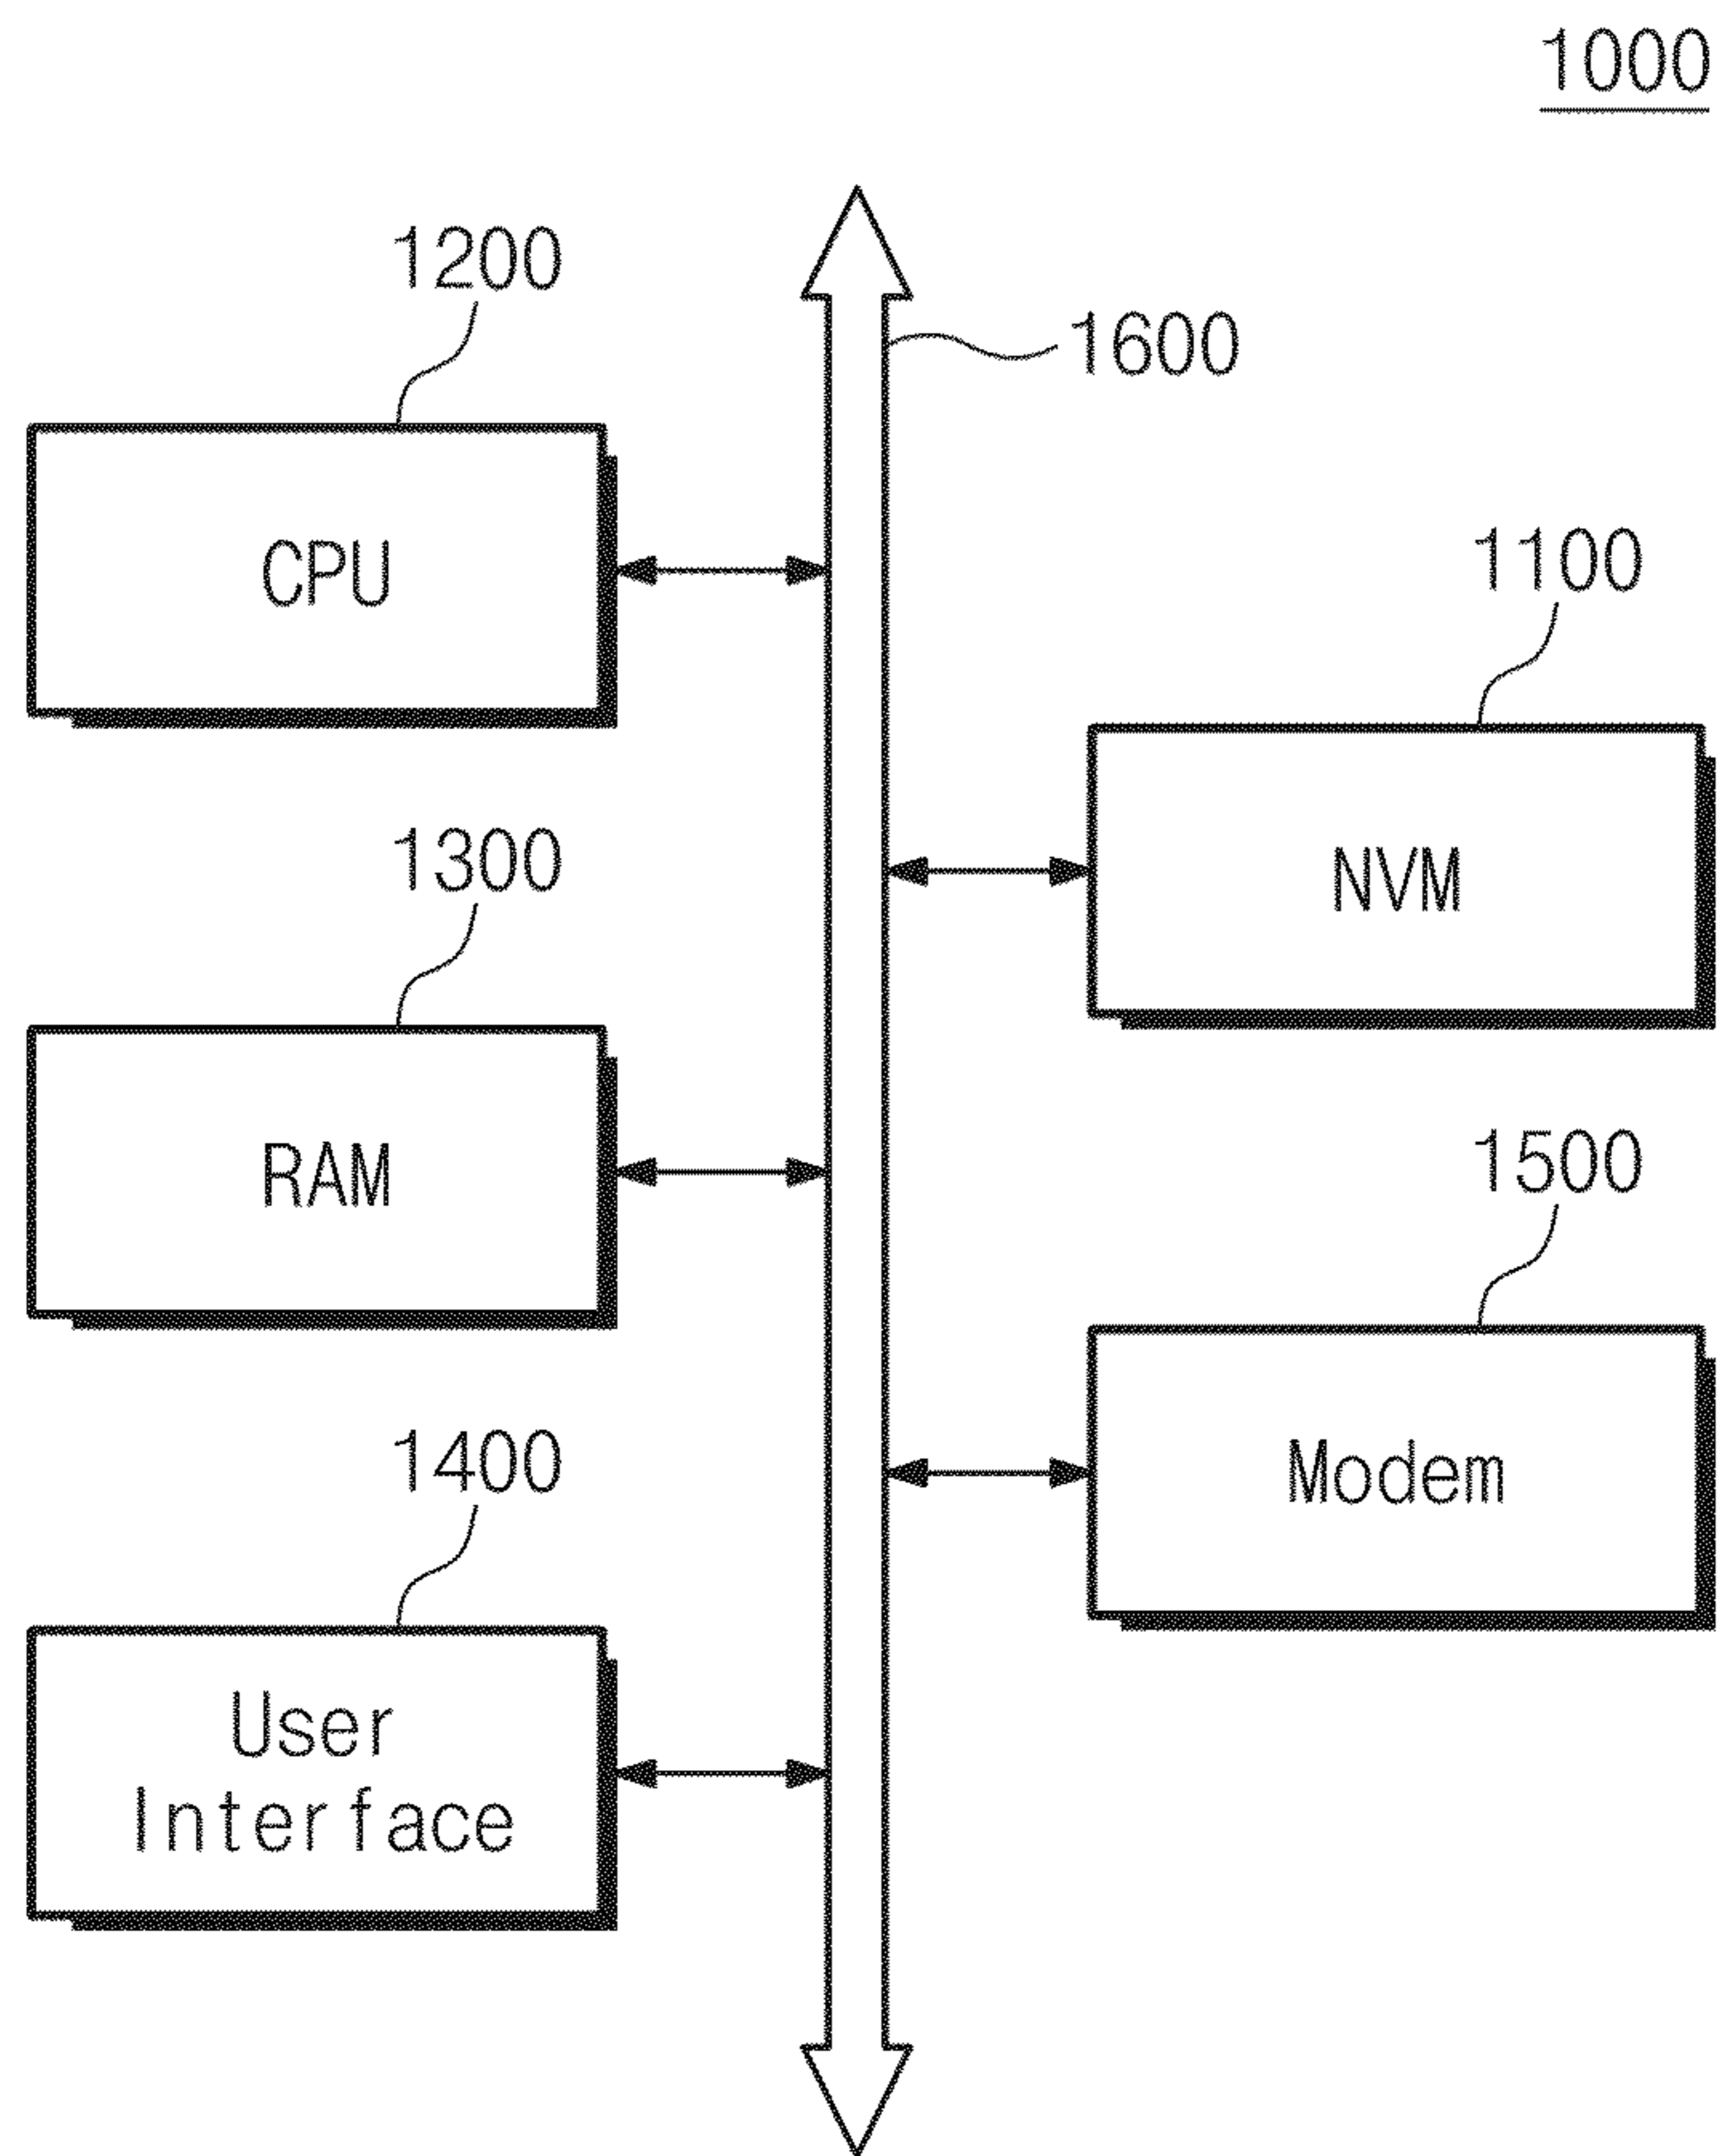 1000
1200
1600
CPU
1100
1300
NVM
RAM
1500
1400
Modem
User
Interface